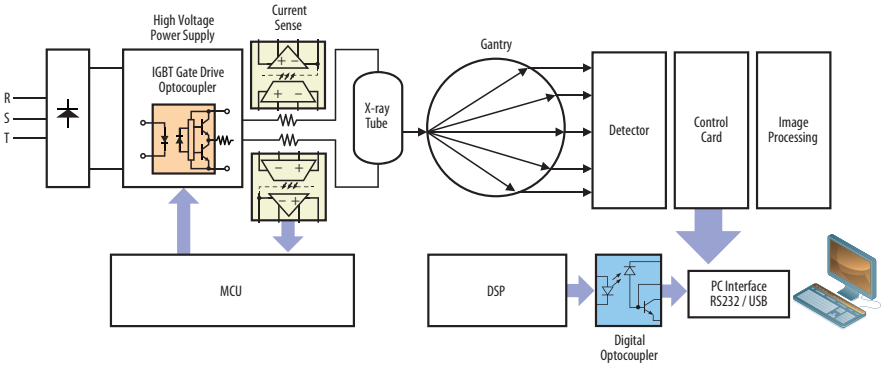 High Voltage
Power Supply
Current
Sense
IGBT Gate Drive
Optocoupler
R
S
T
X-ray
Tube
Gantry
Detector
Control
Card
Image
Processing
MCU
DSP
Digital
Optocoupler
PC Interface
RS232 / USB